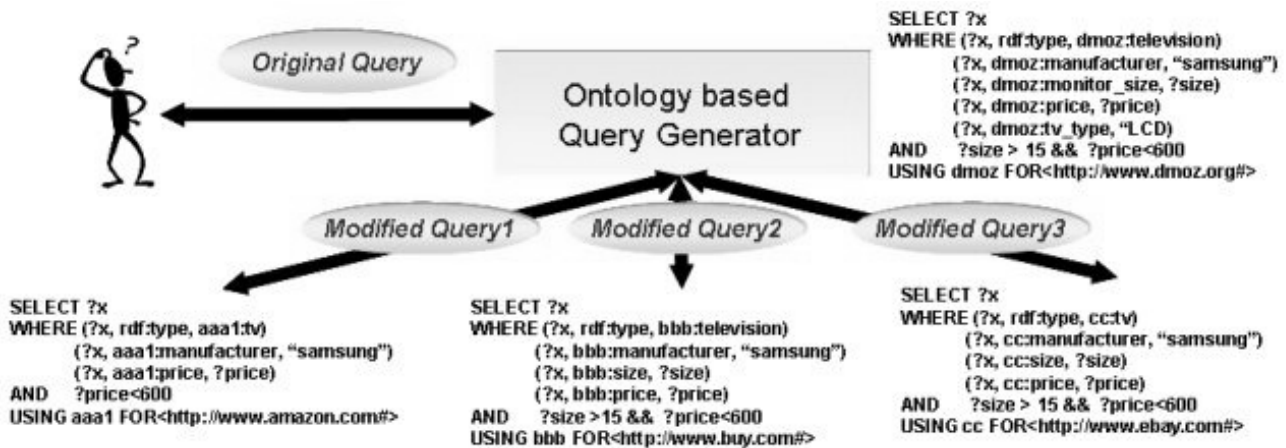 ?
Original Query
Ontology based
Query Generator
SELECT ?x
WHERE (?x, rdf:type, dmoz:television)
(?x, dmoz:manufacturer, “samsung”)
(?x, dmoz:monitor_size, ?size)
(?x, dmoz:price, ?price)
(?x, dmoz:tv_type, “LCD)
AND ?size > 15 && ?price<600
USING dmoz FOR<http://www.dmoz.org#>
Modified Query1
Modified Query2
Modified Query3
SELECT ?x
WHERE (?x, rdf:type, aaa1:tv)
(?x, aaa1:manufacturer, “samsung”)
(?x, aaa1:price, ?price)
AND ?price<600
USING aaa1 FOR<http://www.amazon.com#>
SELECT ?x
WHERE (?x, rdf:type, bbb:television)
(?x, bbb:manufacturer, “samsung”)
(?x, bbb:size, ?size)
(?x, bbb:price, ?price)
AND ?size >15 && ?price<600
USING bbb FOR<http://www.buy.com#>
SELECT ?x
WHERE (?x, rdf:type, cc:tv)
(?x, cc:manufacturer, “samsung”)
(?x, cc:size, ?size)
(?x, cc:price, ?price)
AND ?size > 15 && ?price<600
USING cc FOR<http://www.ebay.com#>